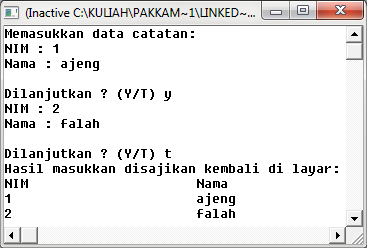 (Inactive C:\KULIAH\PAKKAM~1\LINKED~...
Memasukkan data catatan:
NIM : 1
Nama : ajeng
Dilanjutkan ? (Y/T) y
NIM : 2
Nama : falah
Dilanjutkan ? (Y/T) t
Hasil masukkan disajikan kembali di layar:
NIM Nama
1 ajeng
2 falah